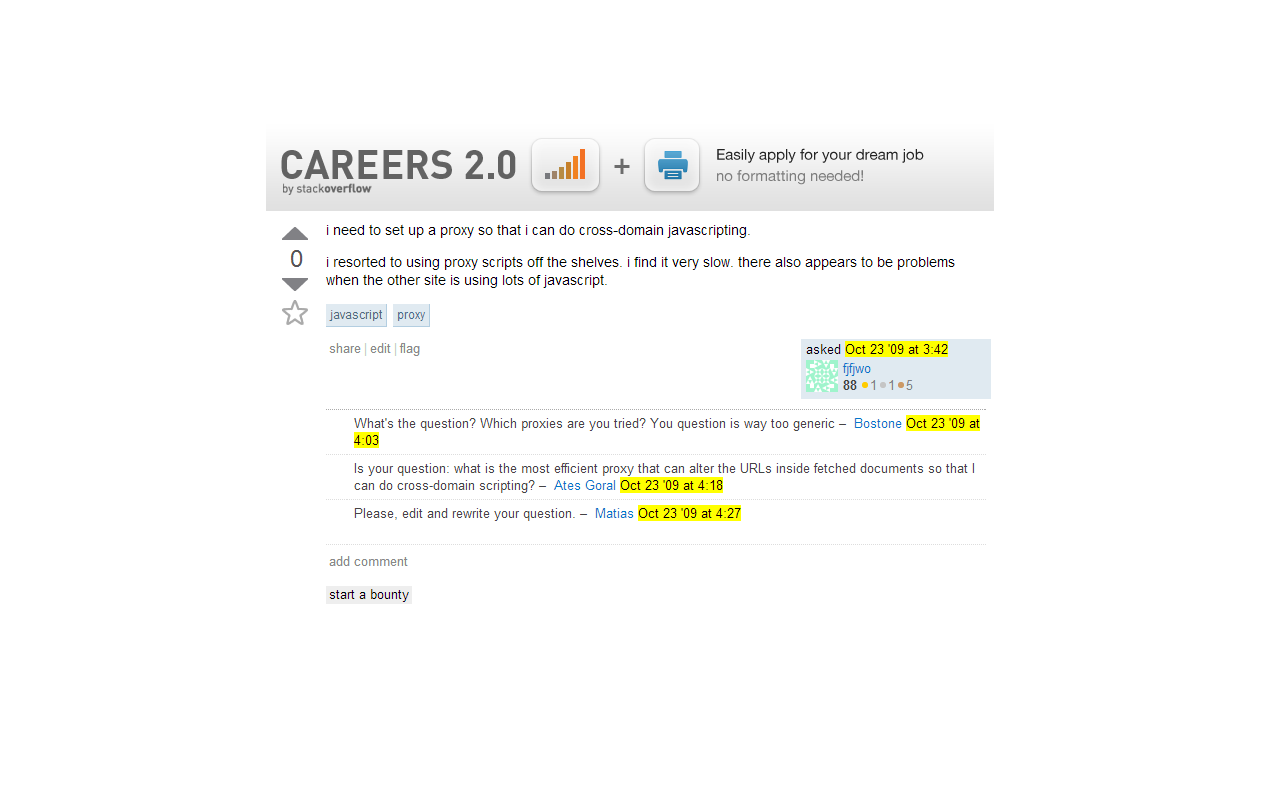 CAREERS 2.0
by stackoverflow
+
Easily apply for your dream job
no formatting needed!
i need to set up a proxy so that i can do cross-domain javascripting.
0
i resorted to using proxy scripts off the shelves. i find it very slow. there also appears to be problems
when the other site is using lots of javascript.
javascript proxy
share | edit | flag
asked Oct 23 '09 at 3:42
fjfjwo
88 1 1 5
What's the question? Which proxies are you tried? You question is way too generic – Bostone Oct 23 '09 at
4:03
Is your question: what is the most efficient proxy that can alter the URLs inside fetched documents so that I
can do cross-domain scripting? – Ates Goral Oct 23 '09 at 4:18
Please, edit and rewrite your question. – Matias Oct 23 '09 at 4:27
add comment
start a bounty